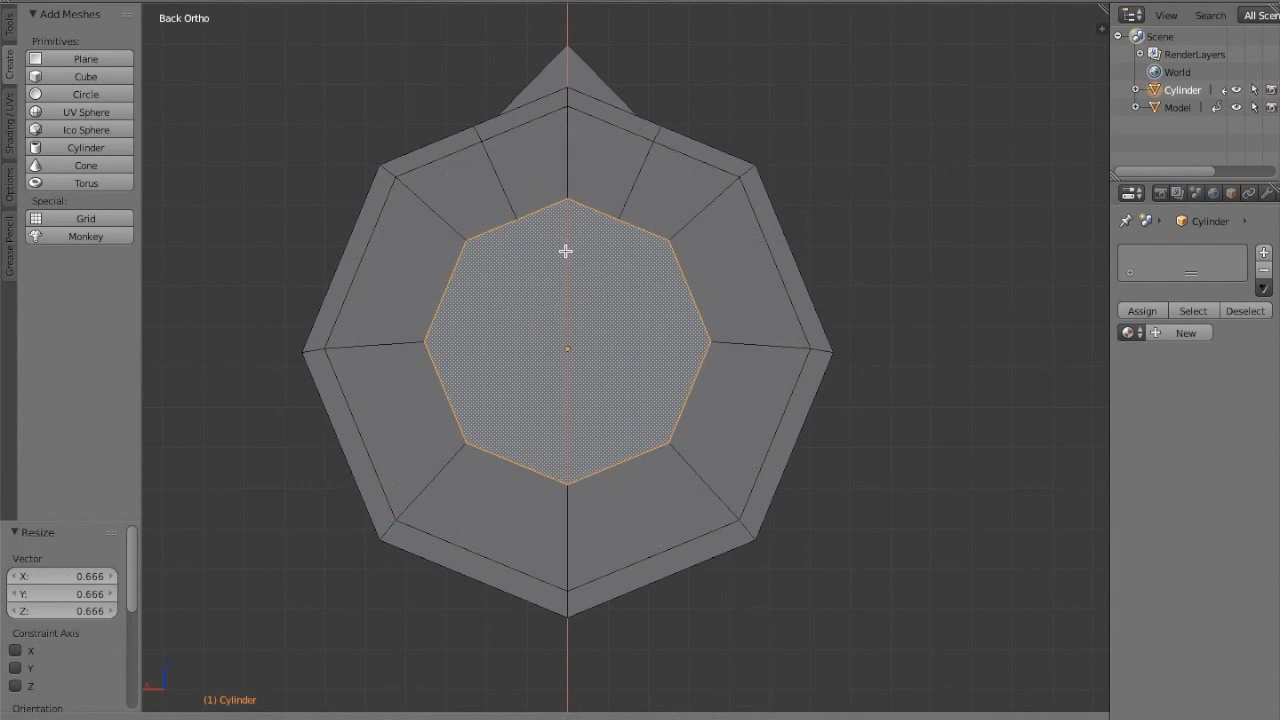 Tools
Create
Shading / UVs
Options
Grease Pencil
Add Meshes
Primitives:
Plane
Cube
Circle
UV Sphere
Ico Sphere
Cylinder
Cone
Torus
Special:
Grid
Monkey
Resize
Vector
X: 0.666
Y: 0.666
Z: 0.666
Constraint Axis
X
Y
Z
Orientation
Back Ortho
(1) Cylinder
View Search All Scen
Scene
RenderLayers
World
Cylinder
Model
Cylinder
Assign Select Deselect
New